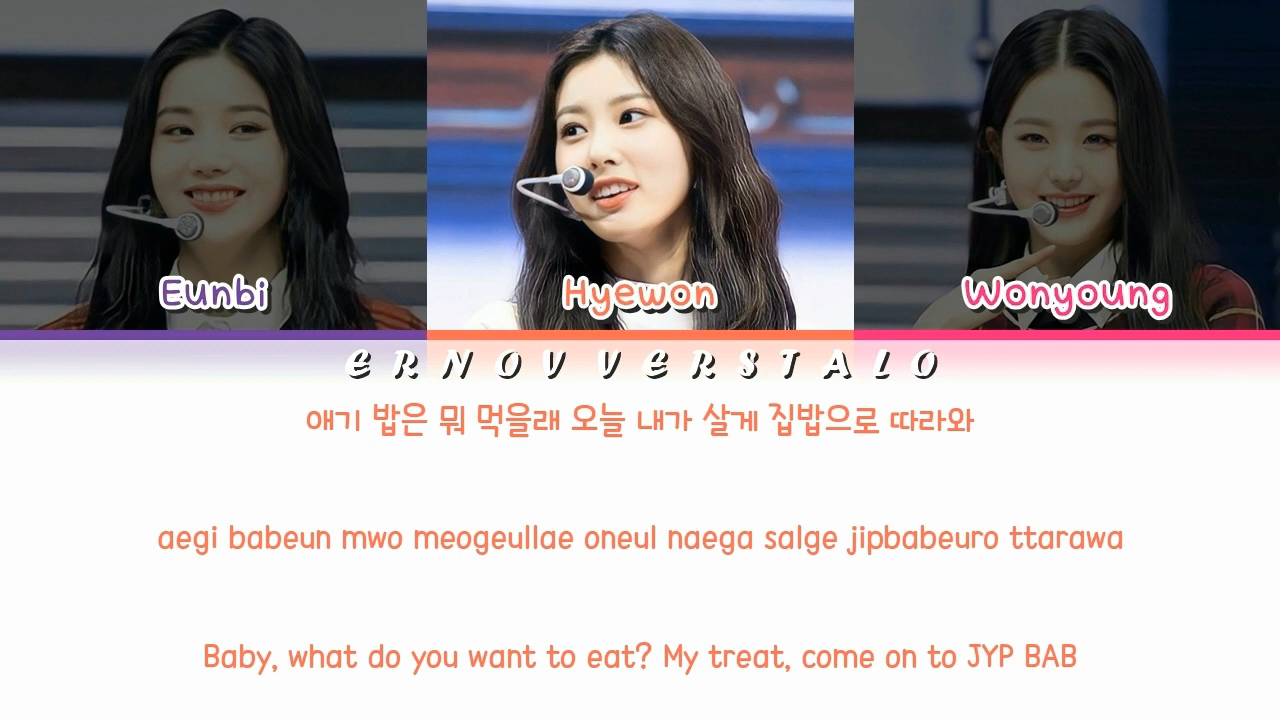 Eunbi
Hyewon
Wonyoung
ERNOV VERSTALO
애기 밥은 뭐 먹을래 오늘 내가 살게 집밥으로 따라와
aegi babeun mwo meogeullae oneul naega salge jipbabeuro ttarawa
Baby, what do you want to eat? My treat, come on to JYP BAB